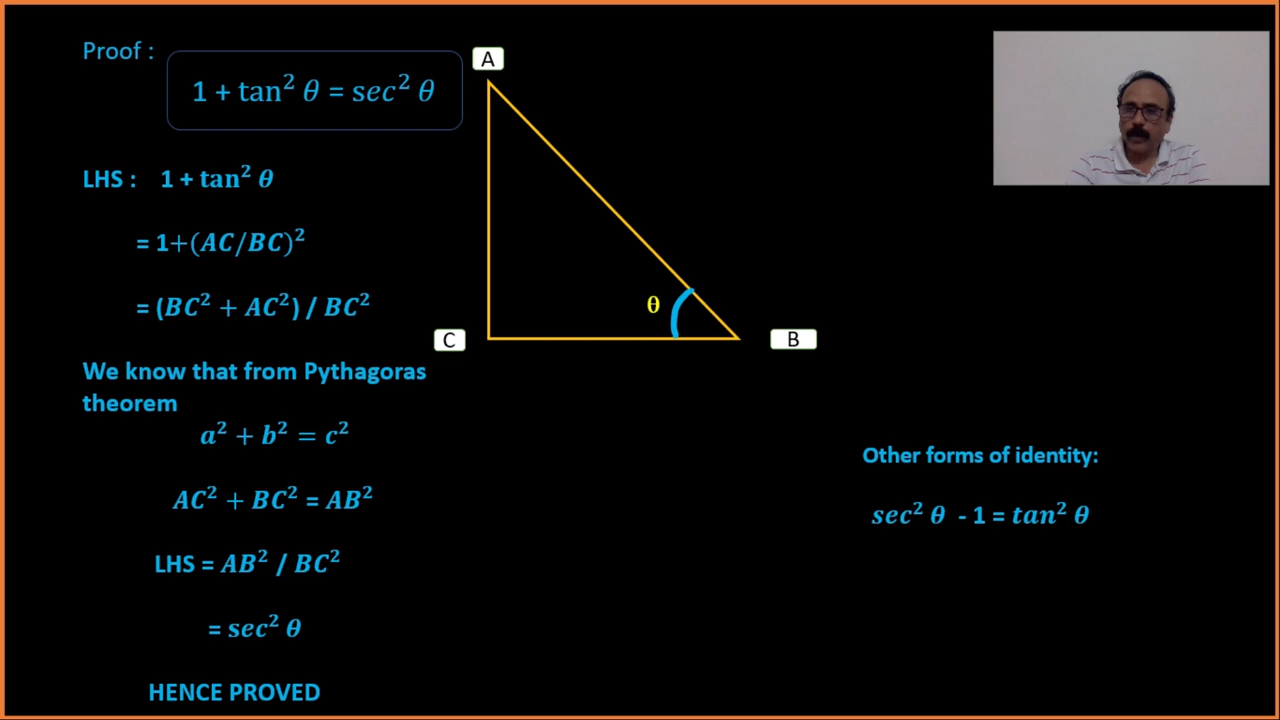 Proof :
1 + tan² θ = sec² θ
A
LHS : 1 + tan² θ
= 1+(AC/BC)²
= (BC² + AC²) / BC²
θ
C
B
We know that from Pythagoras
theorem
a² + b² = c²
AC² + BC² = AB²
LHS = AB² / BC²
= sec² θ
HENCE PROVED
Other forms of identity:
sec² θ - 1 = tan² θ